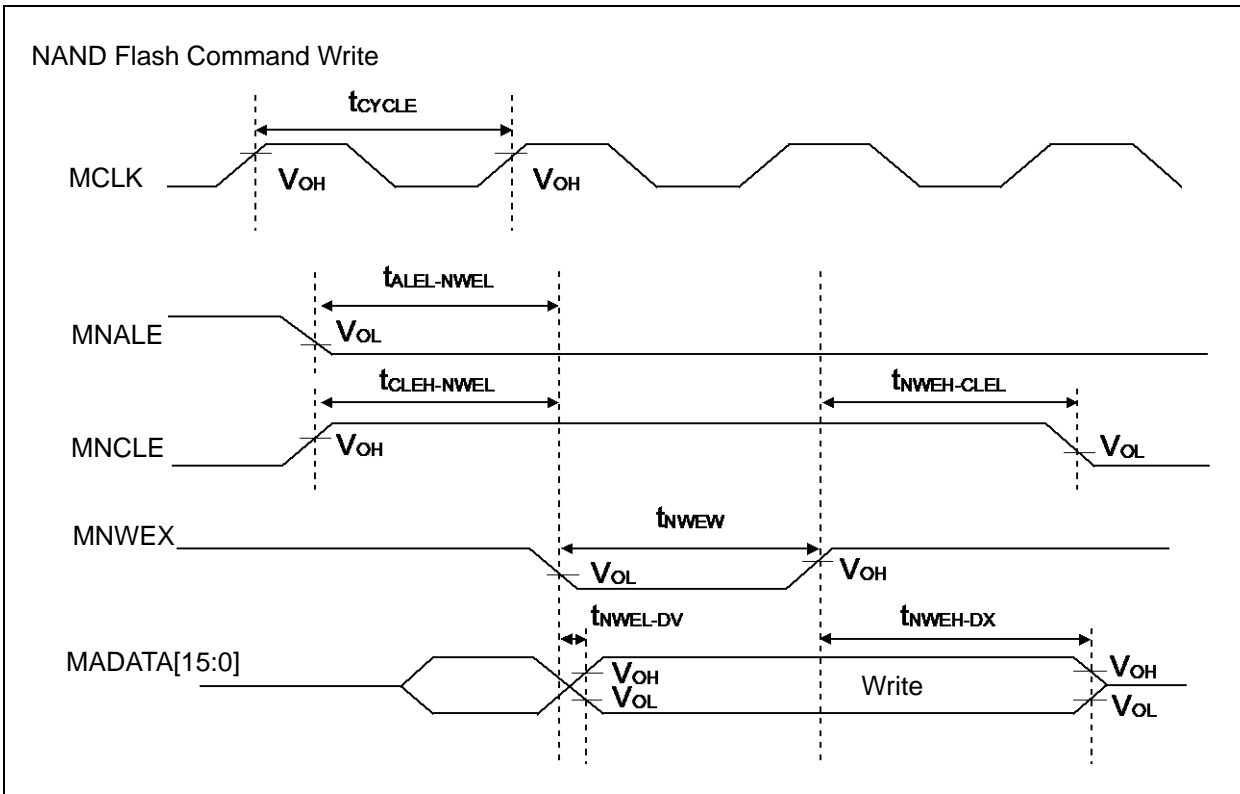 NAND Flash Command Write
tCYCLE
MCLK
VOH
VOH
tALEL-NWEL
MNALE
VOL
tCLEH-NWEL
tNWEH-CLEL
MNCLE
VOH
VOL
MNWEX
tNWEW
VOL
VOH
tNWEL-DV
tNWEH-DX
MADATA[15:0]
VOH
VOL
Write
VOH
VOL